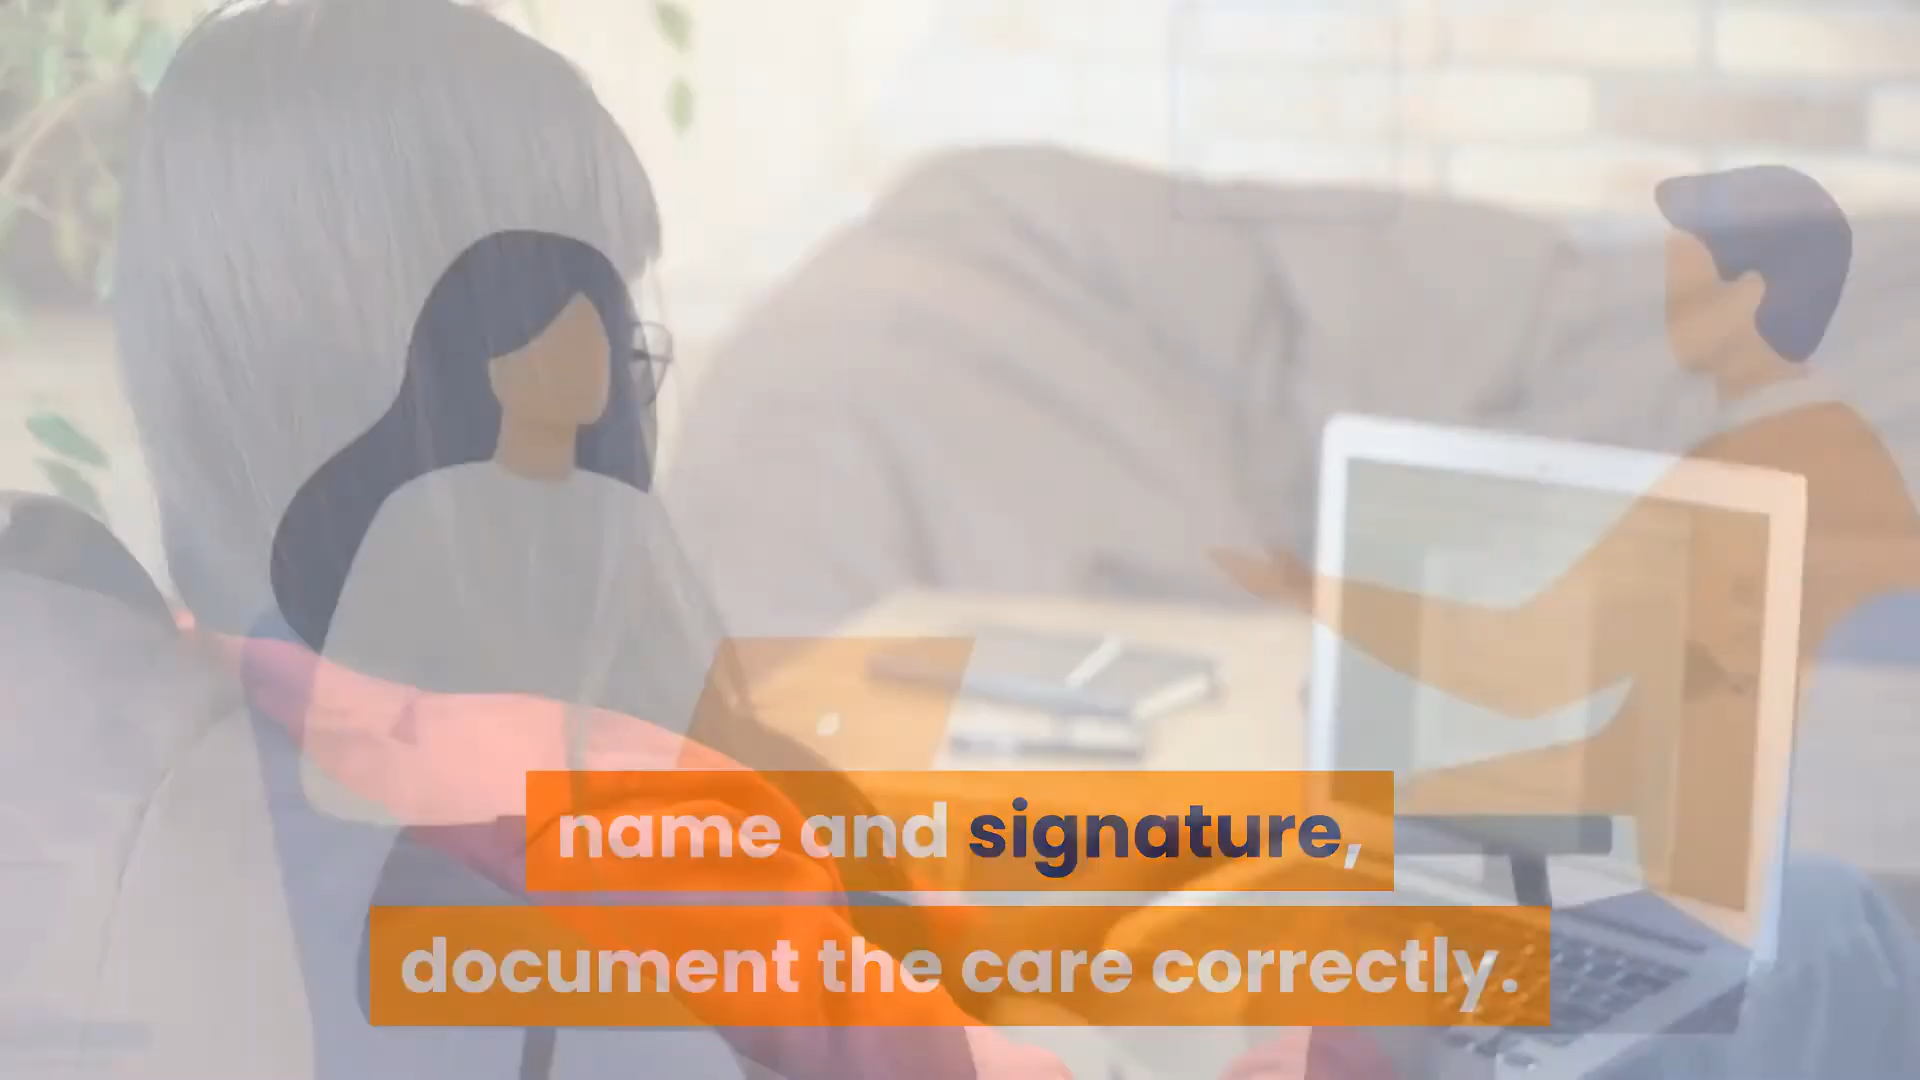 name and signature,
document the care correctly.